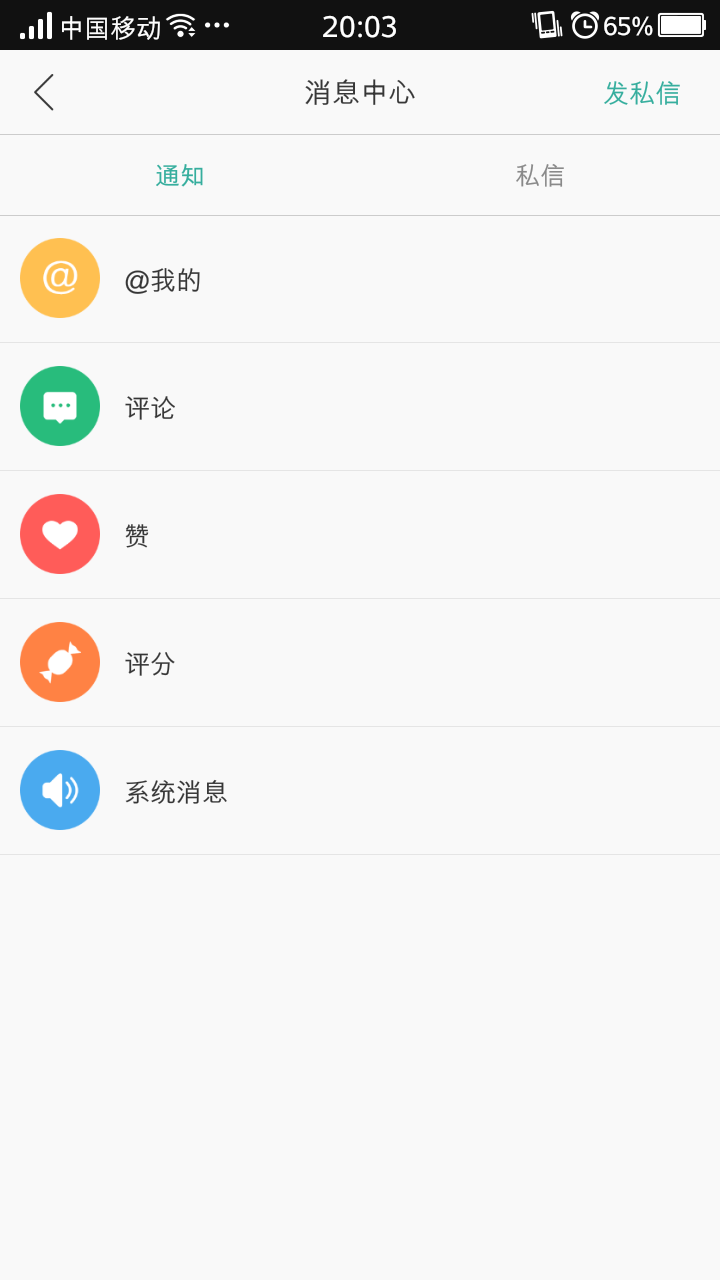 中国移动 20:03 65%
消息中心 发私信
通知 私信
@ @我的
评论
赞
评分
系统消息